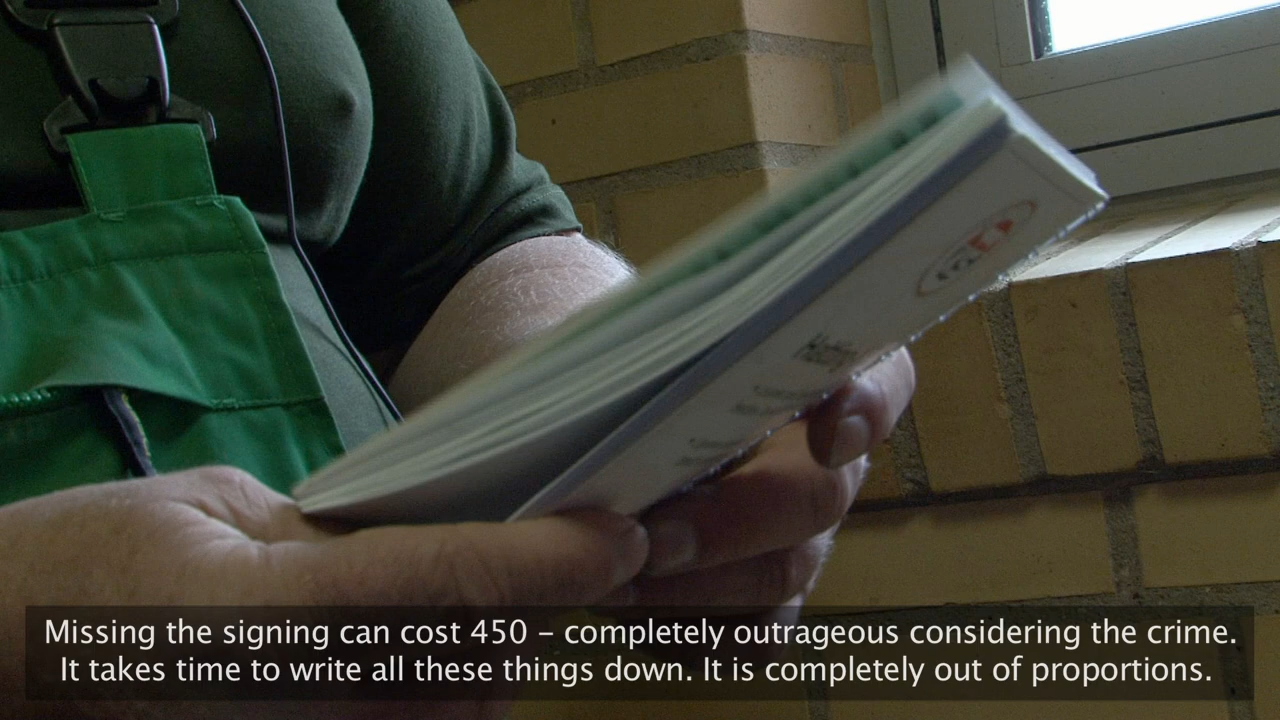 Missing the signing can cost 450 – completely outrageous considering the crime.
It takes time to write all these things down. It is completely out of proportions.